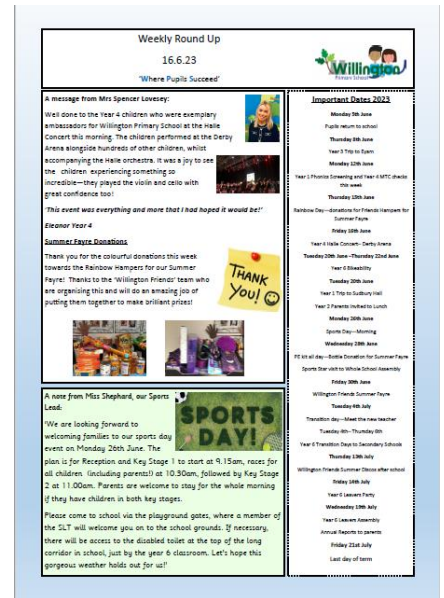 Weekly Round Up
16.6.23
'Where Pupils Succeed'
Willington
Primary School
A message from Mrs Spencer Lovesey:
Well done to the Year 4 children who were exemplary
ambassadors for Willington Primary School at the Halle
Concert this morning. The children performed at the Derby
Arena alongside hundreds of other children, whilst
accompanying the Halle orchestra. It was a joy to see
the children experiencing something so
incredible—they played the violin and cello with
great confidence too!
'This event was everything and more that I had hoped it would be!'
Eleanor Year 4
Summer Fayre Donations
Thank you for the colourful donations this week
towards the Rainbow Hampers for our Summer
Fayre! Thanks to the 'Willington Friends' team who
are organising this and will do an amazing job of
putting them together to make brilliant prizes!
THANK
YOU!
A note from Miss Shephard, our Sports
Lead:
'We are looking forward to
welcoming families to our sports day
event on Monday 26th June. The
plan is for Reception and Key Stage 1 to start at 9.15am, races for
all children (including parents!) at 10.30am, followed by Key Stage
2 at 11.00am. Parents are welcome to stay for the whole morning
if they have children in both key stages.
Please come to school via the playground gates, where a member of
the SLT will welcome you on to the school grounds. If necessary,
there will be access to the disabled toilet at the top of the long
corridor in school, just by the year 6 classroom. Let's hope this
gorgeous weather holds out for us!'
SPORTS
DAY!
Important Dates 2023
Monday 5th June
Pupils return to school
Thursday 8th June
Year 3 Trip to Eyam
Monday 12th June
Year 1 Phonics Screening and Year 4 MTC checks
this week
Thursday 15th June
Rainbow Day—donations for Friends Hampers for
Summer Fayre
Friday 16th June
Year 4 Halle Concert- Derby Arena
Tuesday 20th June –Thursday 22nd June
Year 6 Bikeability
Tuesday 20th June
Year 1 Trip to Sudbury Hall
Year 2 Parents Invited to Lunch
Monday 26th June
Sports Day—Morning
Wednesday 28th June
PE kit all day—Bottle Donation for Summer Fayre
Sports Star visit to Whole School Assembly
Friday 30th June
Willington Friends Summer Fayre
Tuesday 4th July
Transition day—Meet the new teacher
Tuesday 4th- Thursday 6th
Year 6 Transition Days to Secondary Schools
Thursday 13th July
Willington Friends Summer Discos after school
Friday 14th July
Year 6 Leavers Party
Wednesday 19th July
Year 6 Leavers Assembly
Annual Reports to parents
Friday 21st July
Last day of term